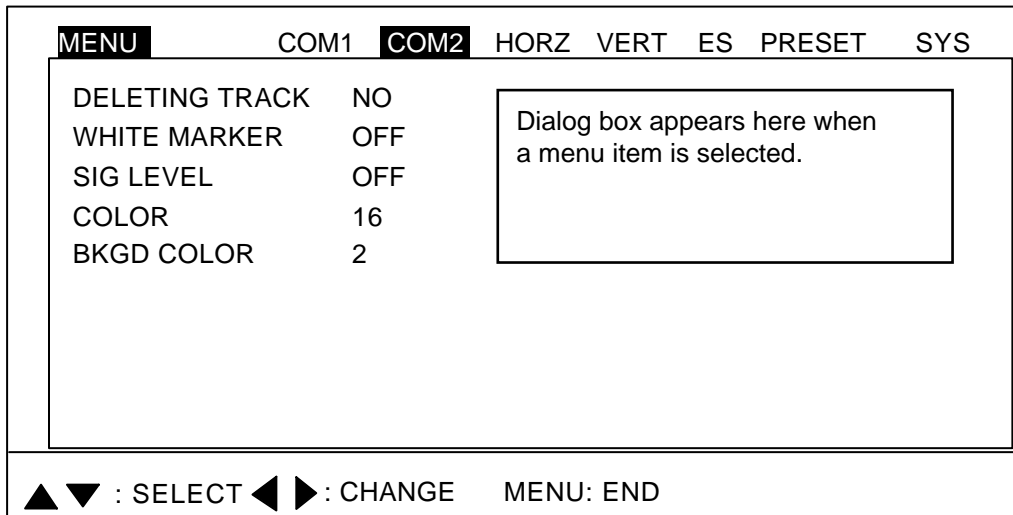 MENU COM1 COM2 HORZ VERT ES PRESET SYS
DELETING TRACK NO
WHITE MARKER OFF
SIG LEVEL OFF
COLOR 16
BKGD COLOR 2
Dialog box appears here when
a menu item is selected.
▲ ▼ : SELECT ◀ ▶ : CHANGE MENU: END